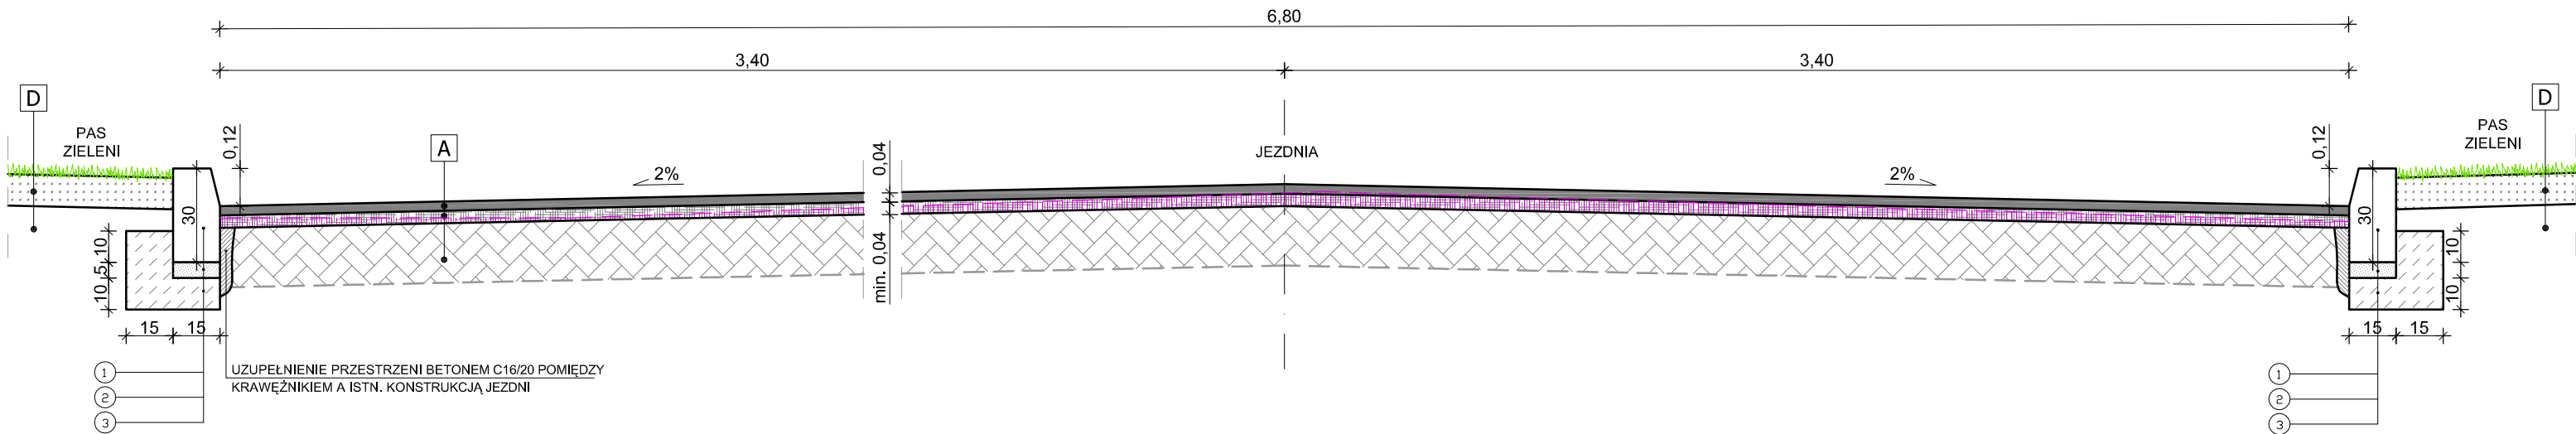 6,80
3,40
3,40
D
D
PAS
ZIELENI
PAS
ZIELENI
0,12
0,12
A
JEZDNIA
2%
2%
0,04
min. 0,04
30
30
10
5
10
10
10
15
15
15
15
UZUPEŁNIENIE PRZESTRZENI BETONEM C16/20 POMIĘDZY
KRAWĘŻNIKIEM A ISTN. KONSTRUKCJĄ JEZDNI
1
2
3
1
2
3